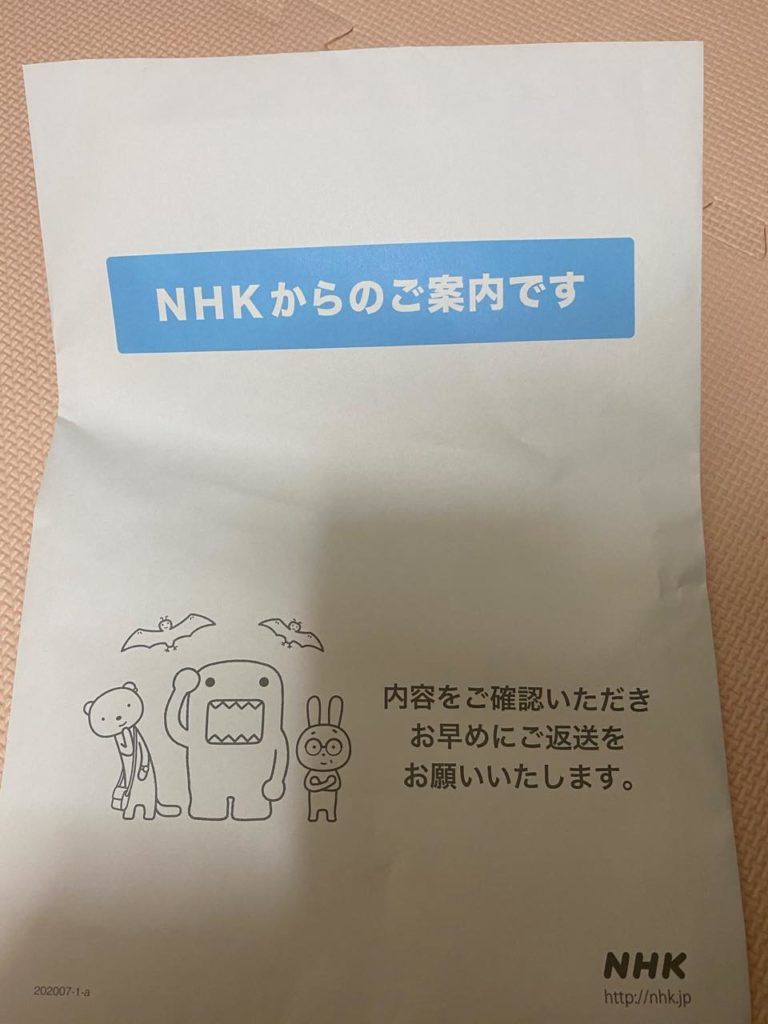 NHKからのご案内です
内容をご確認いただき
お早めにご返送を
お願いいたします。
NHK
http://nhk.jp
202007-1-a